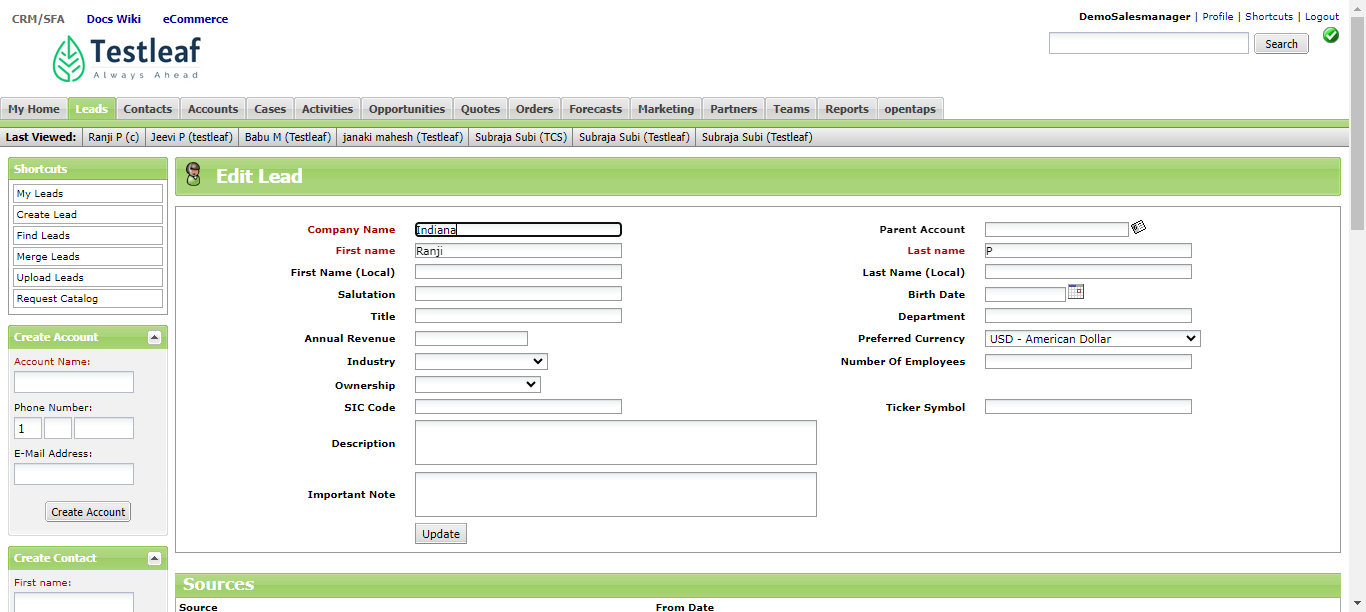 CRM/SFA Docs Wiki eCommerce
DemoSalesmanager | Profile | Shortcuts | Logout
Testleaf
Always Ahead
Search
My Home Leads Contacts Accounts Cases Activities Opportunities Quotes Orders Forecasts Marketing Partners Teams Reports opentaps
Last Viewed: Ranji P (c) Jeevi P (testleaf) Babu M (Testleaf) janaki mahesh (Testleaf) Subraja Subi (TCS) Subraja Subi (Testleaf) Subraja Subi (Testleaf)
Shortcuts
My Leads
Create Lead
Find Leads
Merge Leads
Upload Leads
Request Catalog
Create Account
Account Name:
Phone Number:
1
E-Mail Address:
Create Account
Create Contact
First name:
Edit Lead
Company Name Indiana Parent Account
First name Ranji Last name P
First Name (Local) Last Name (Local)
Salutation Birth Date
Title Department
Annual Revenue Preferred Currency USD - American Dollar
Industry Number Of Employees
Ownership
SIC Code Ticker Symbol
Description
Important Note
Update
Sources
Source From Date